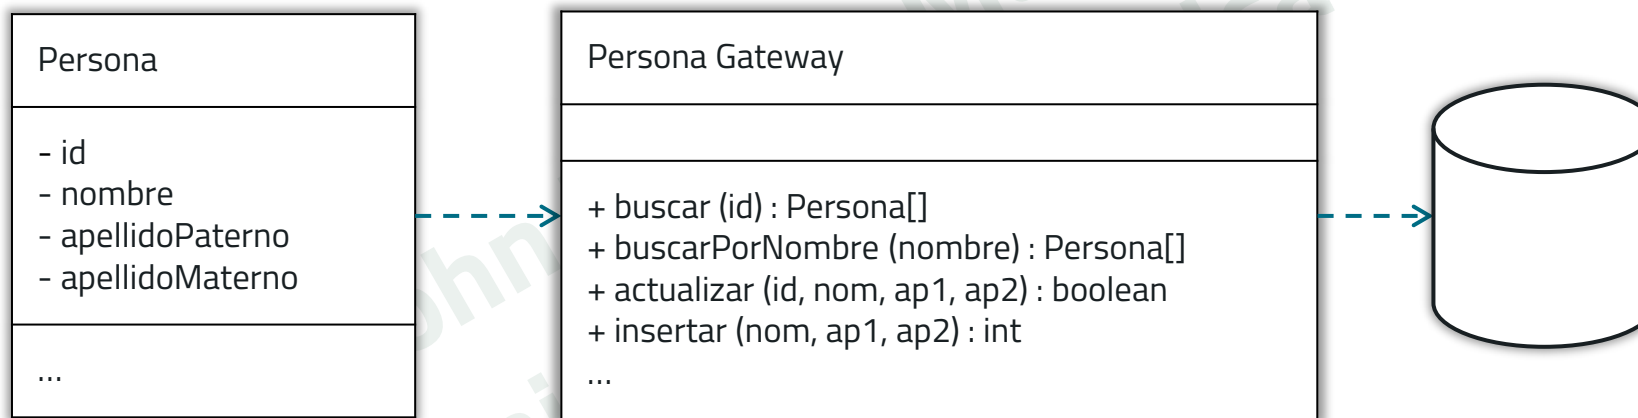 Persona
- id
- nombre
- apellidoPaterno
- apellidoMaterno
...
Persona Gateway
+ buscar (id) : Persona[]
+ buscarPorNombre (nombre) : Persona[]
+ actualizar (id, nom, ap1, ap2) : boolean
+ insertar (nom, ap1, ap2) : int
...